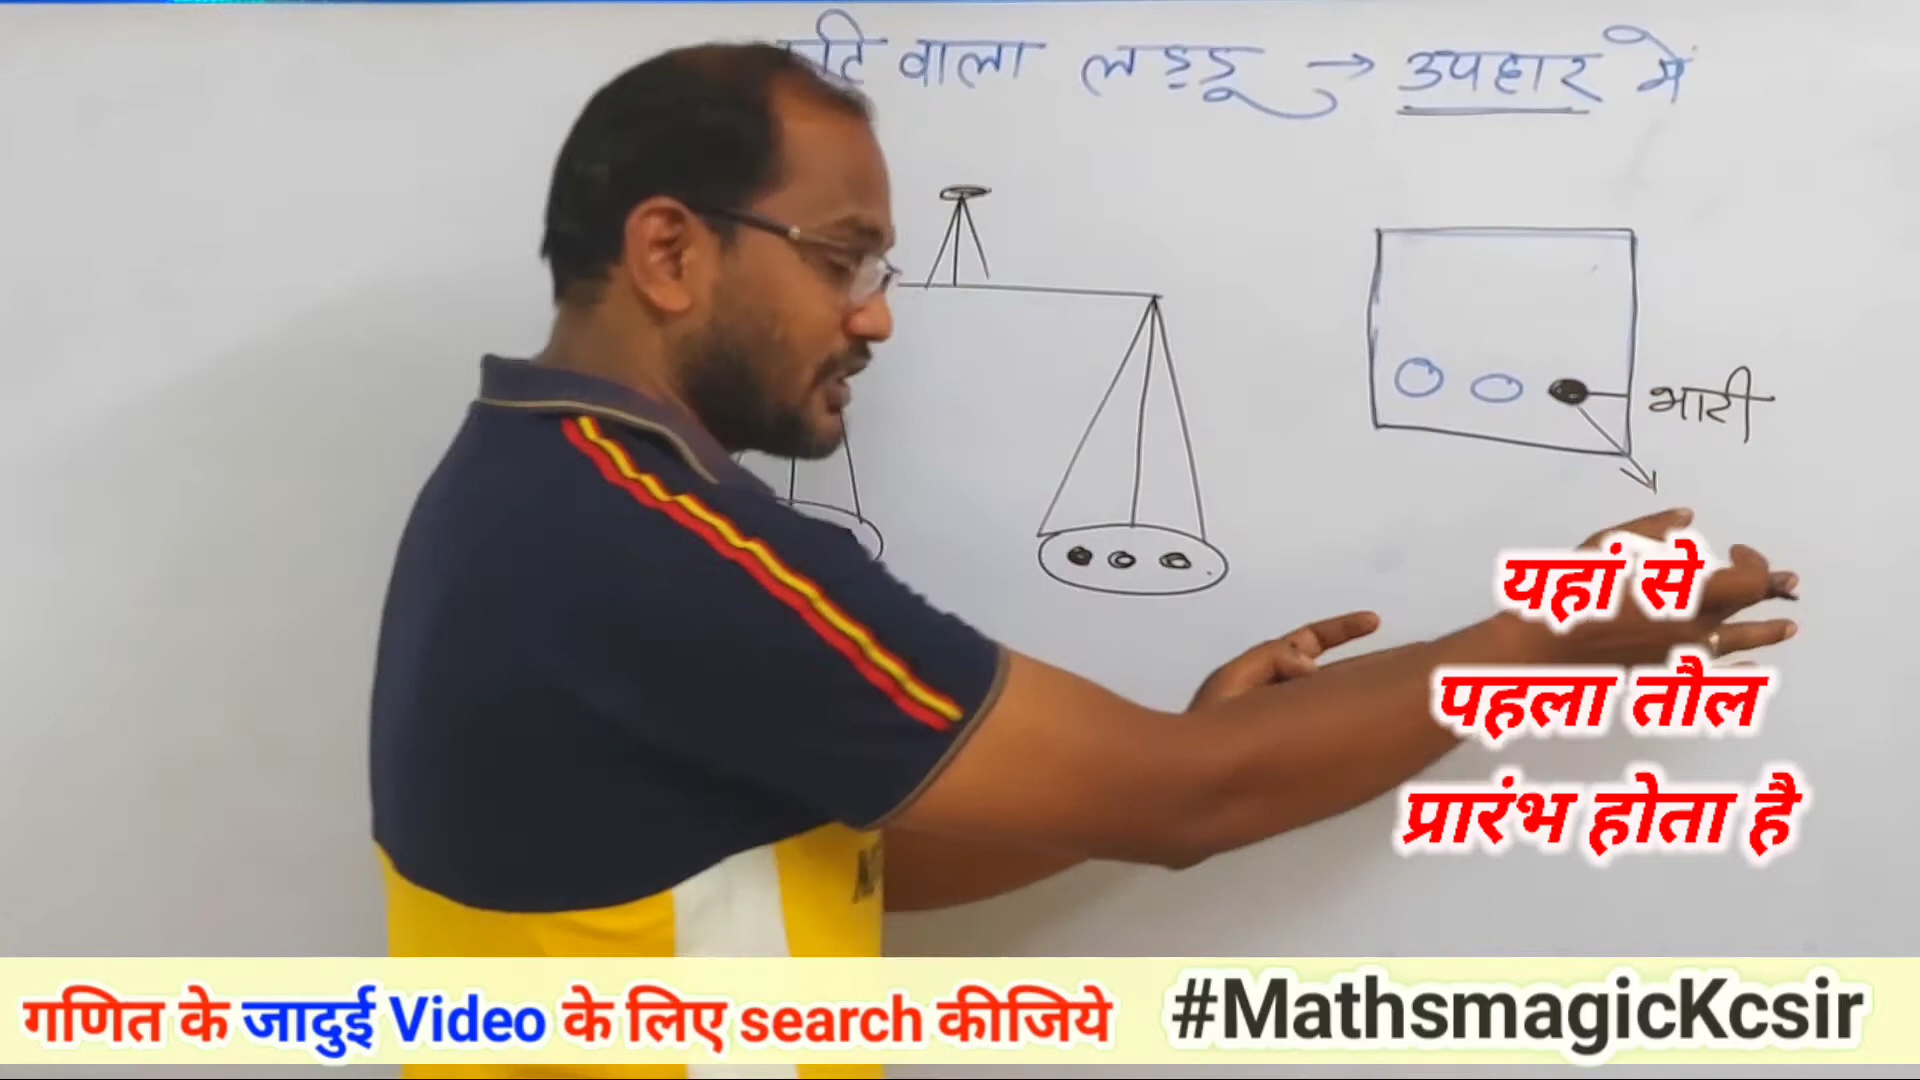 वाला लड्डू → उपहार में
भारी
यहां से
पहला तौल
प्रारंभ होता है
गणित के जादुई Video के लिए search कीजिये #MathsmagicKcsir